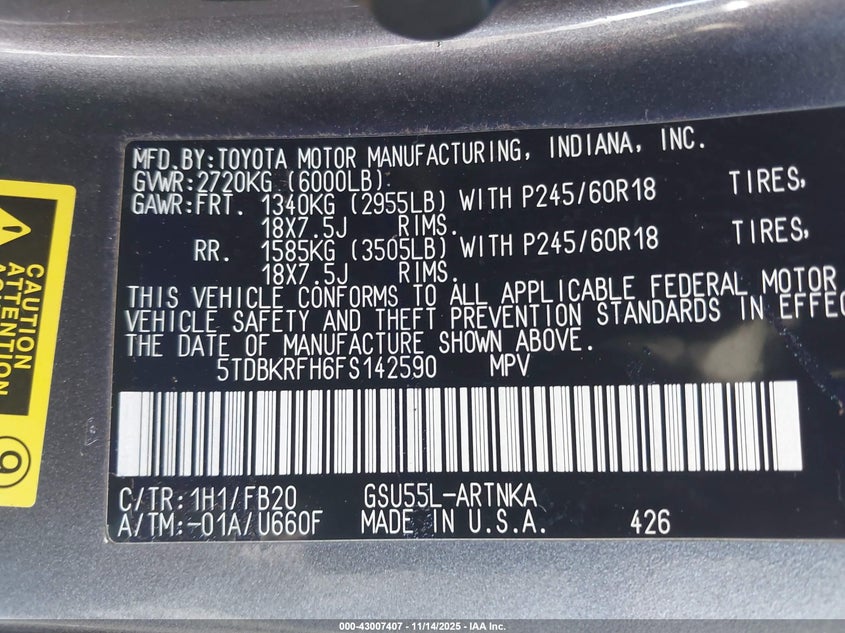 MFD.BY:TOYOTA MOTOR MANUFACTURING, INDIANA, INC.
GVWR:2720KG (6000LB)
GAWR:FRT. 1340KG (2955LB) WITH P245/60R18 TIRES,
18X7.5J RIMS.
RR. 1585KG (3505LB) WITH P245/60R18 TIRES,
18X7.5J RIMS.
THIS VEHICLE CONFORMS TO ALL APPLICABLE FEDERAL MOTOR
VEHICLE SAFETY AND THEFT PREVENTION STANDARDS IN EFFEC
THE DATE OF MANUFACTURE SHOWN ABOVE.
5TDBKRFH6FS142590 MPV
C/TR: 1H1/FB20 GSU55L-ARTNKA
A/TM:-01A/U660F MADE IN U.S.A. 426
CAUTION
ATTENTION
9
000-43007407 - 11/14/2025 - IAA Inc.